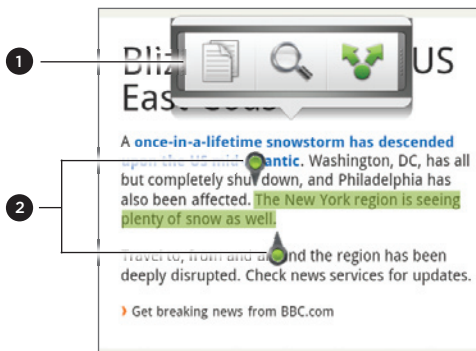 1
Bliz US
East
A once-in-a-lifetime snowstorm has descended
upon the US mid- antic. Washington, DC, has all
but completely shut down, and Philadelphia has
also been affected. The New York region is seeing
plenty of snow as well.
2
Travel to, from and a nd the region has been
deeply disrupted. Check news services for updates.
Get breaking news from BBC.com